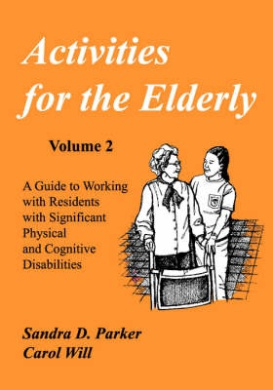 Activities
for the Elderly
Volume 2
A Guide to Working
with Residents
with Significant
Physical
and Cognitive
Disabilities
Sandra D. Parker
Carol Will